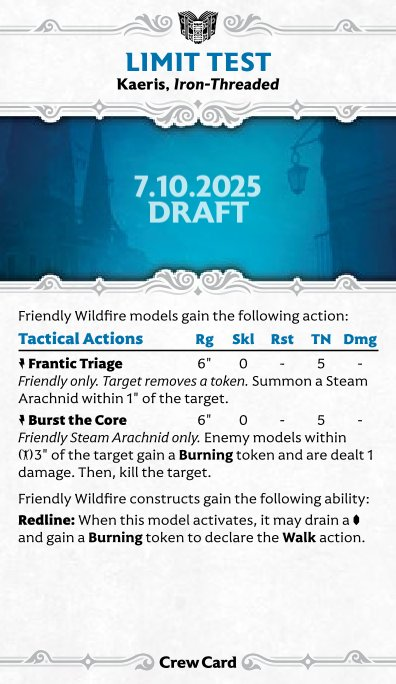 LIMIT TEST
Kaeris, Iron-Threaded
7.10.2025
DRAFT
Friendly Wildfire models gain the following action:
Tactical Actions Rg Skl Rst TN Dmg
Frantic Triage 6" 0 - 5 -
Friendly only. Target removes a token. Summon a Steam
Arachnid within 1" of the target.
Burst the Core 6" 0 - 5 -
Friendly Steam Arachnid only. Enemy models within
3" of the target gain a Burning token and are dealt 1
damage. Then, kill the target.
Friendly Wildfire constructs gain the following ability:
Redline: When this model activates, it may drain a
and gain a Burning token to declare the Walk action.
Crew Card